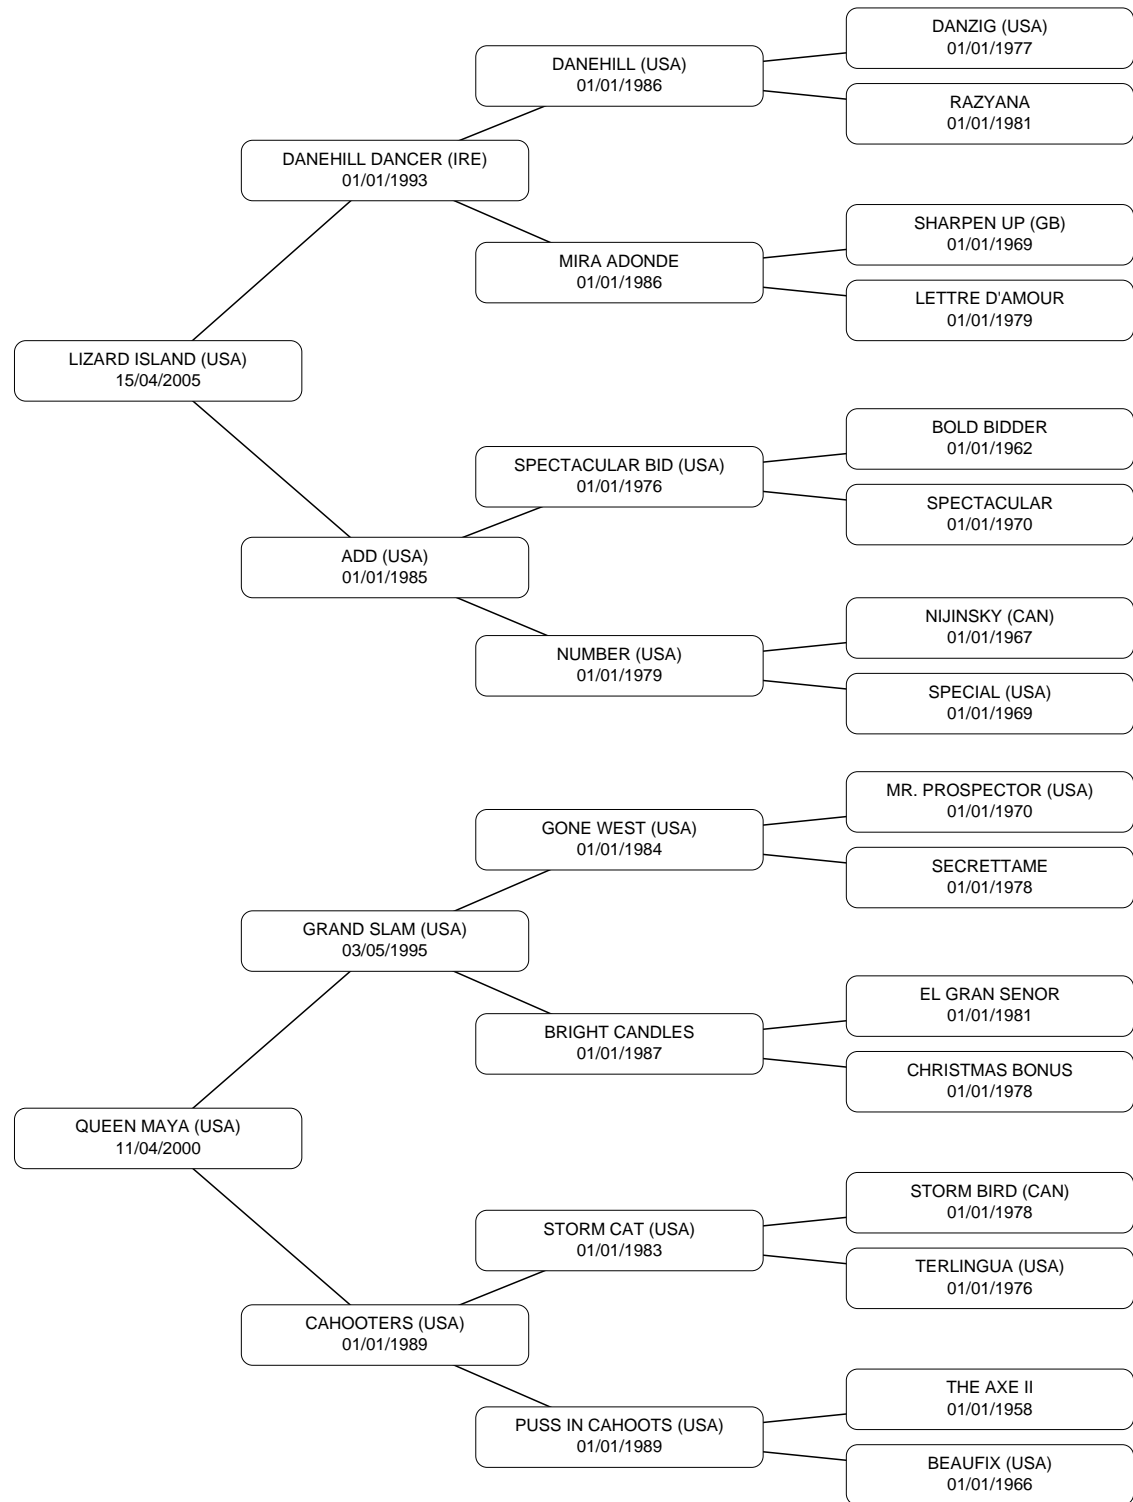 DANZIG (USA)
01/01/1977
DANEHILL (USA)
01/01/1986
RAZYANA
01/01/1981
DANEHILL DANCER (IRE)
01/01/1993
SHARPEN UP (GB)
01/01/1969
MIRA ADONDE
01/01/1986
LETTRE D'AMOUR
01/01/1979
LIZARD ISLAND (USA)
15/04/2005
BOLD BIDDER
01/01/1962
SPECTACULAR BID (USA)
01/01/1976
SPECTACULAR
01/01/1970
ADD (USA)
01/01/1985
NIJINSKY (CAN)
01/01/1967
NUMBER (USA)
01/01/1979
SPECIAL (USA)
01/01/1969
MR. PROSPECTOR (USA)
01/01/1970
GONE WEST (USA)
01/01/1984
SECRETTAME
01/01/1978
GRAND SLAM (USA)
03/05/1995
EL GRAN SENOR
01/01/1981
BRIGHT CANDLES
01/01/1987
CHRISTMAS BONUS
01/01/1978
QUEEN MAYA (USA)
11/04/2000
STORM BIRD (CAN)
01/01/1978
STORM CAT (USA)
01/01/1983
TERLINGUA (USA)
01/01/1976
CAHOOTERS (USA)
01/01/1989
THE AXE II
01/01/1958
PUSS IN CAHOOTS (USA)
01/01/1989
BEAUFIX (USA)
01/01/1966